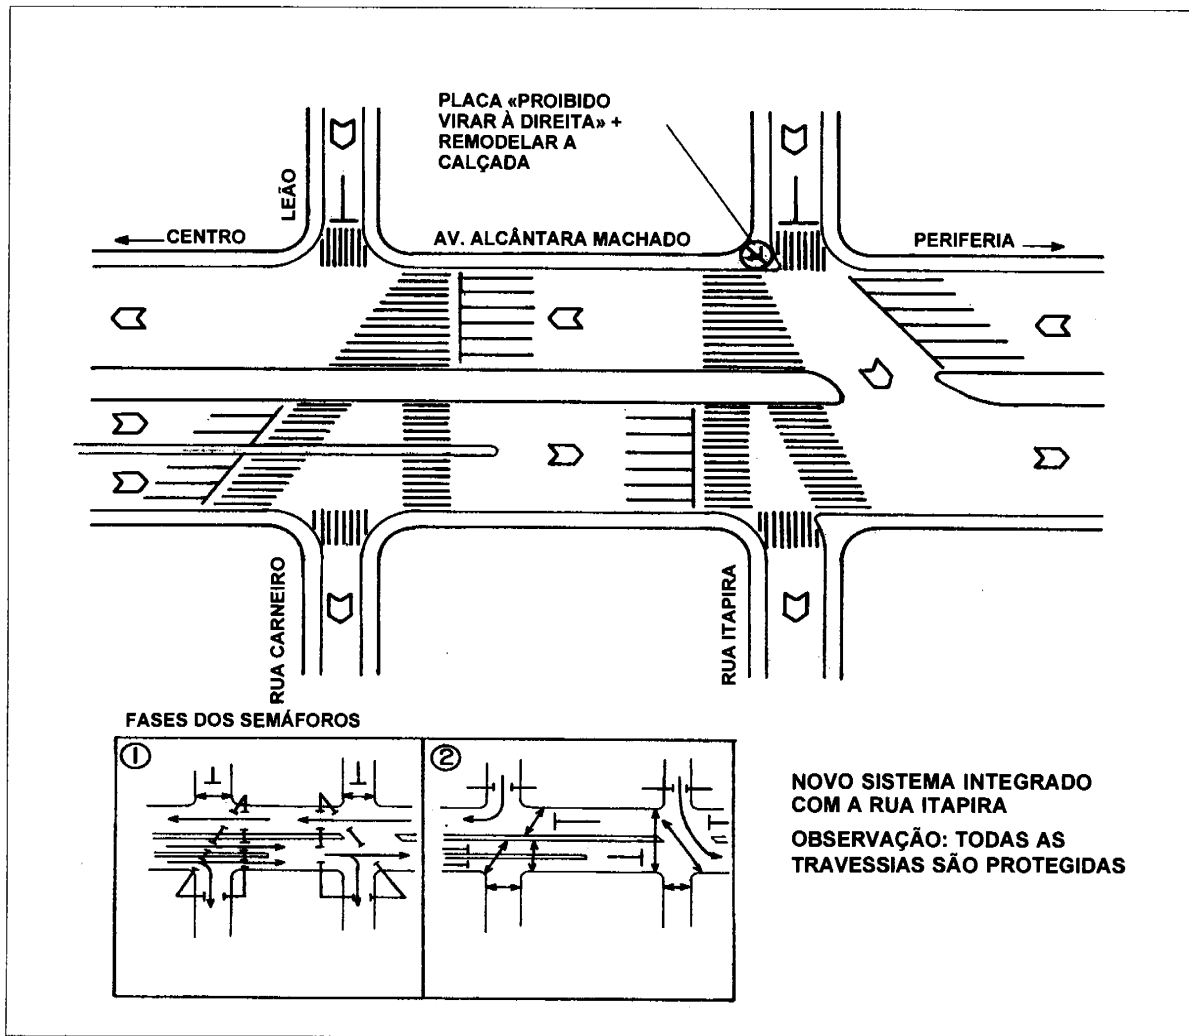 PLACA «PROIBIDO
VIRAR À DIREITA» +
REMODELAR A
CALÇADA
LEÃO
CENTRO
AV. ALCÂNTARA MACHADO
PERIFERIA
RUA CARNEIRO
RUA ITAPIRA
FASES DOS SEMÁFOROS
1
2
NOVO SISTEMA INTEGRADO
COM A RUA ITAPIRA
OBSERVAÇÃO: TODAS AS
TRAVESSIAS SÃO PROTEGIDAS